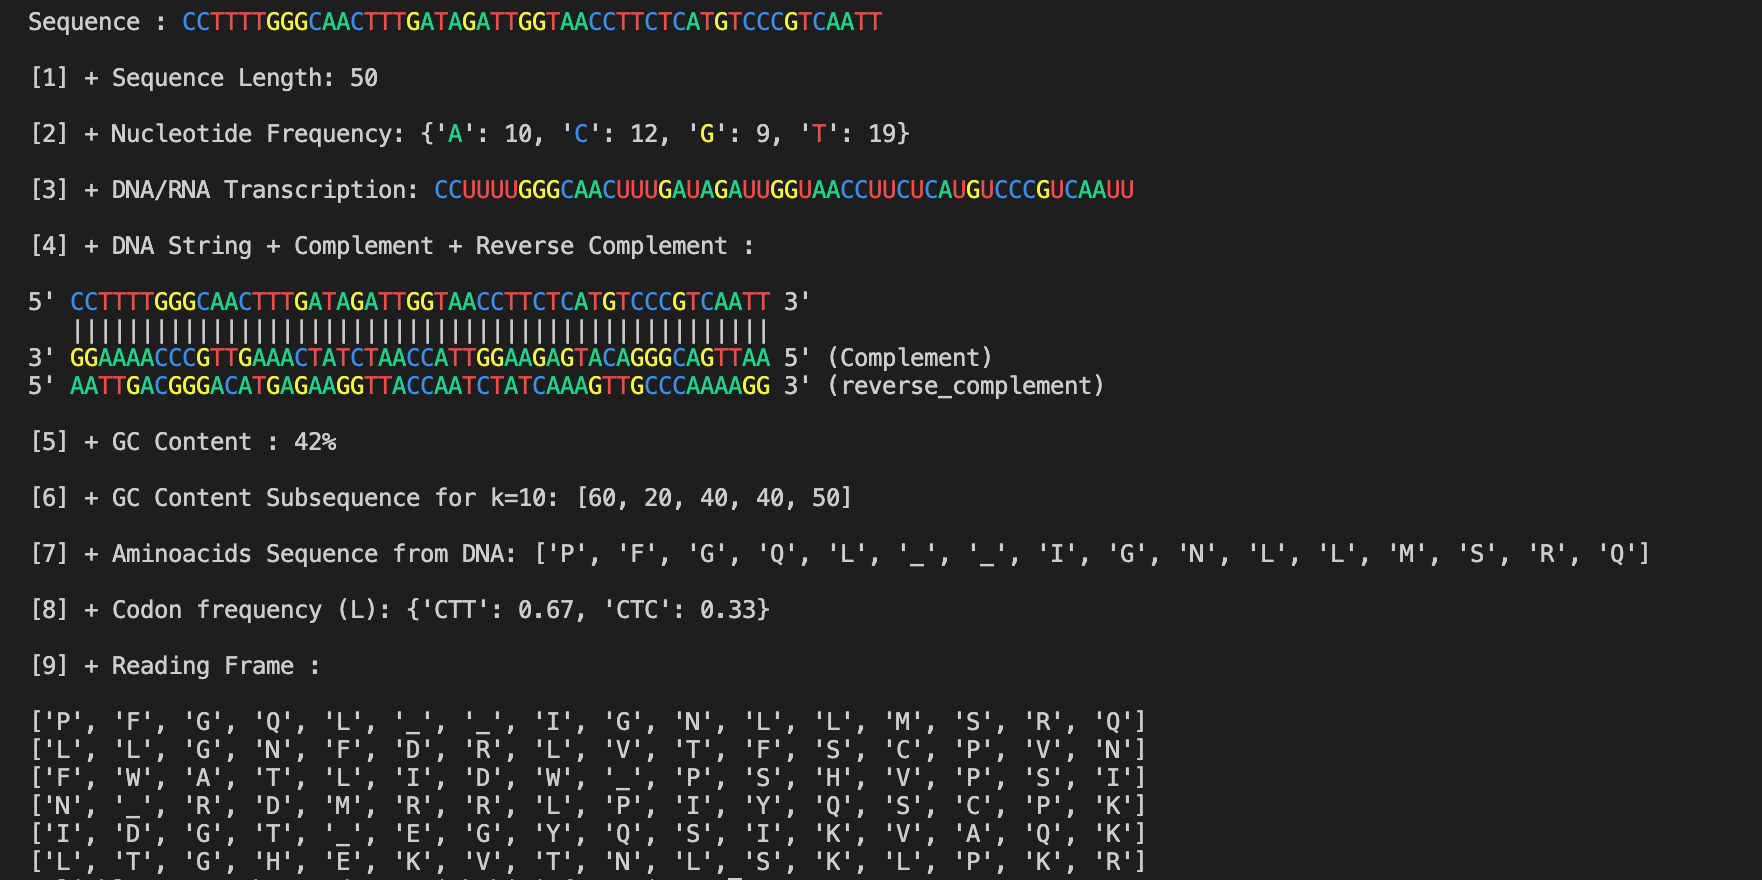 Sequence : CCTTTTGGGCAACTTTGATAGATTGGTAACCTTCTCATGTCCCGTCAATT
[1] + Sequence Length: 50
[2] + Nucleotide Frequency: {'A': 10, 'C': 12, 'G': 9, 'T': 19}
[3] + DNA/RNA Transcription: CCUUUUGGGCAACUUUGAUAGAUUGGUAACCUUCUCAUGUCCCGUCAAUU
[4] + DNA String + Complement + Reverse Complement :
5' CCTTTTGGGCAACTTTGATAGATTGGTAACCTTCTCATGTCCCGTCAATT 3'
||||||||||||||||||||||||||||||||||||||||||||||||||
3' GGAAAACCCGTTGAAACTATCTAACCATTGGAAGAGTACAGGGCAGTTAA 5' (Complement)
5' AATTGACGGGACATGAGAAGGTTACCAATCTATCAAAGTTGCCCAAAAGG 3' (reverse_complement)
[5] + GC Content : 42%
[6] + GC Content Subsequence for k=10: [60, 20, 40, 40, 50]
[7] + Aminoacids Sequence from DNA: ['P', 'F', 'G', 'Q', 'L', '_', '_', 'I', 'G', 'N', 'L', 'L', 'M', 'S', 'R', 'Q']
[8] + Codon frequency (L): {'CTT': 0.67, 'CTC': 0.33}
[9] + Reading Frame :
['P', 'F', 'G', 'Q', 'L', '_', '_', 'I', 'G', 'N', 'L', 'L', 'M', 'S', 'R', 'Q']
['L', 'L', 'G', 'N', 'F', 'D', 'R', 'L', 'V', 'T', 'F', 'S', 'C', 'P', 'V', 'N']
['F', 'W', 'A', 'T', 'L', 'I', 'D', 'W', '_', 'P', 'S', 'H', 'V', 'P', 'S', 'I']
['N', '_', 'R', 'D', 'M', 'R', 'R', 'L', 'P', 'I', 'Y', 'Q', 'S', 'C', 'P', 'K']
['I', 'D', 'G', 'T', '_', 'E', 'G', 'Y', 'Q', 'S', 'I', 'K', 'V', 'A', 'Q', 'K']
['L', 'T', 'G', 'H', 'E', 'K', 'V', 'T', 'N', 'L', 'S', 'K', 'L', 'P', 'K', 'R']